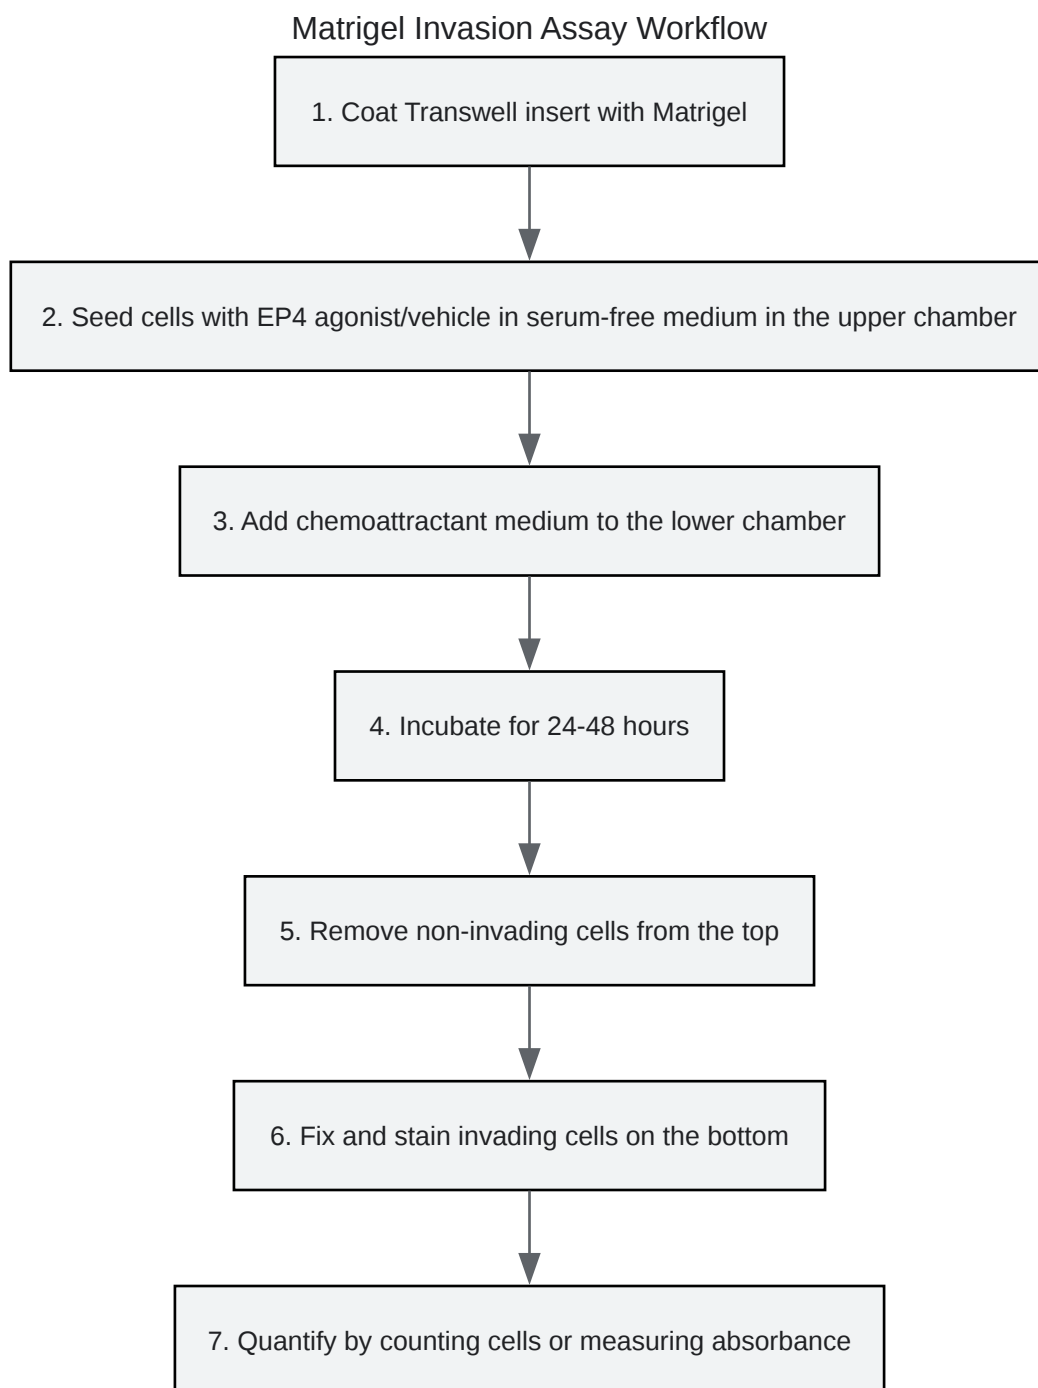 Matrigel Invasion Assay Workflow
1. Coat Transwell insert with Matrigel
2. Seed cells with EP4 agonist/vehicle in serum-free medium in the upper chamber
3. Add chemoattractant medium to the lower chamber
4. Incubate for 24-48 hours
5. Remove non-invading cells from the top
6. Fix and stain invading cells on the bottom
7. Quantify by counting cells or measuring absorbance